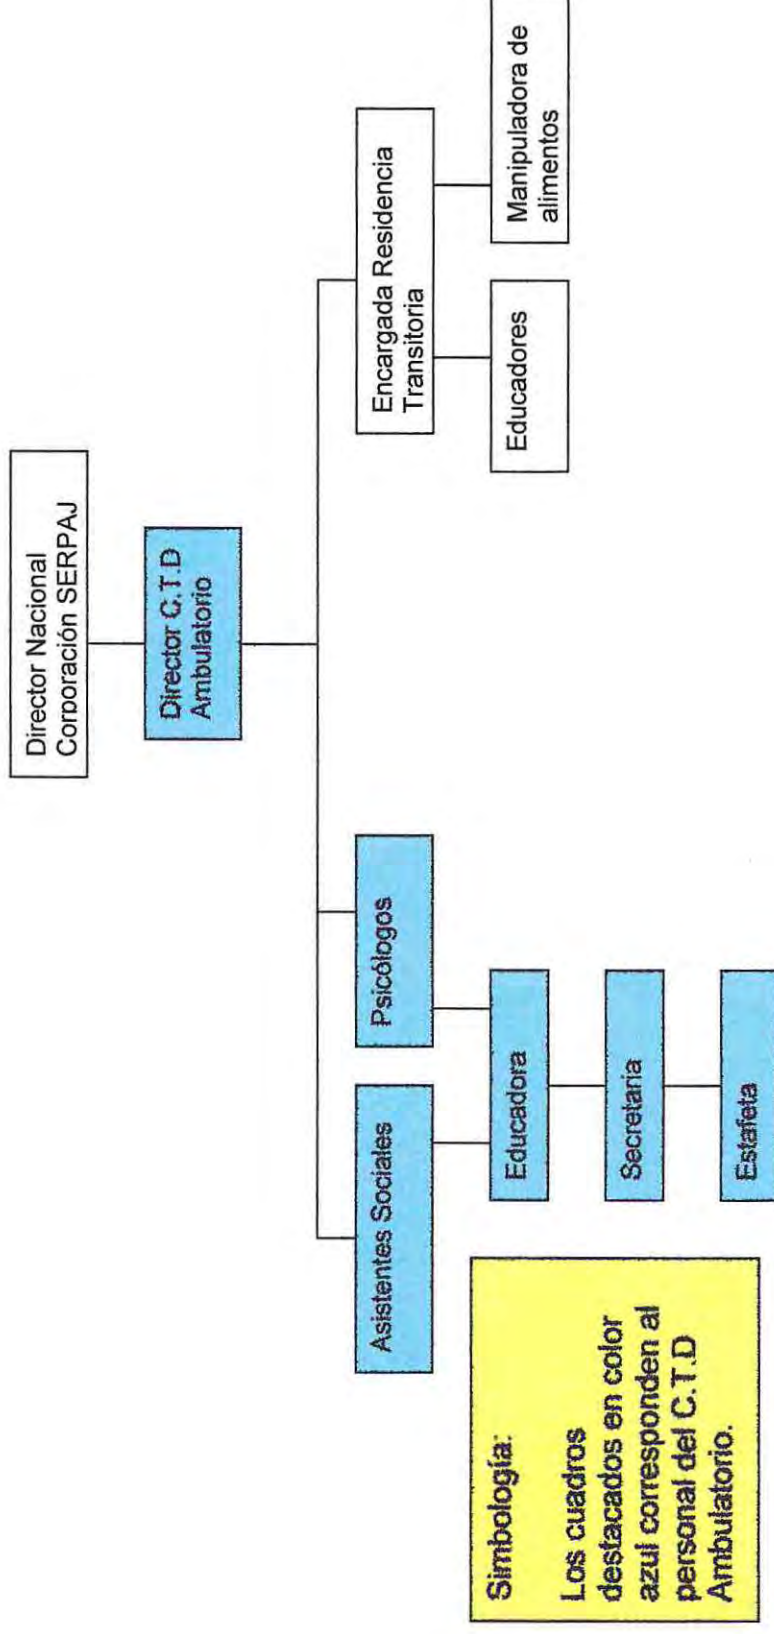 Director Nacional
Corporación SERPAJ
Director C.T.D
Ambulatorio
Asistentes Sociales
Psicólogos
Encargada Residencia
Transitoria
Educadora
Educadores
Manipuladora de
alimentos
Secretaria
Estafeta
Simbología:
Los cuadros
destacados en color
azul corresponden al
personal del C.T.D
Ambulatorio.